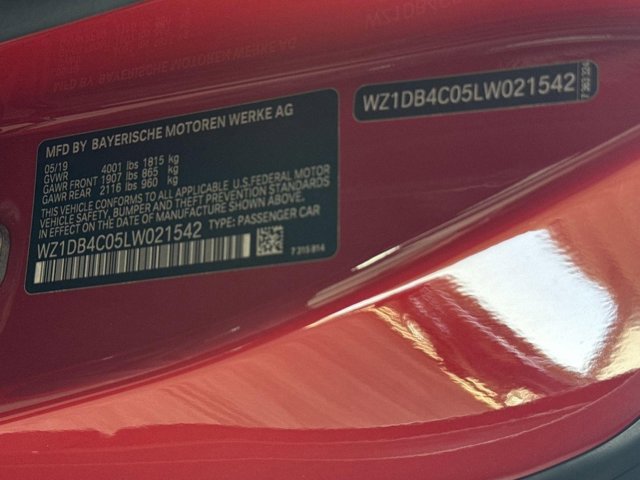 MFD BY BAYERISCHE MOTOREN WERKE AG
05/19
GVWR 4001 lbs 1815 kg
GAWR FRONT 1907 lbs 865 kg
GAWR REAR 2116 lbs 960 kg
THIS VEHICLE CONFORMS TO ALL APPLICABLE U.S.FEDERAL MOTOR
VEHICLE SAFETY, BUMPER AND THEFT PREVENTION STANDARDS
IN EFFECT ON THE DATE OF MANUFACTURE SHOWN ABOVE.
WZ1DB4C05LW021542 TYPE: PASSENGER CAR
7 215 814
WZ1DB4C05LW021542